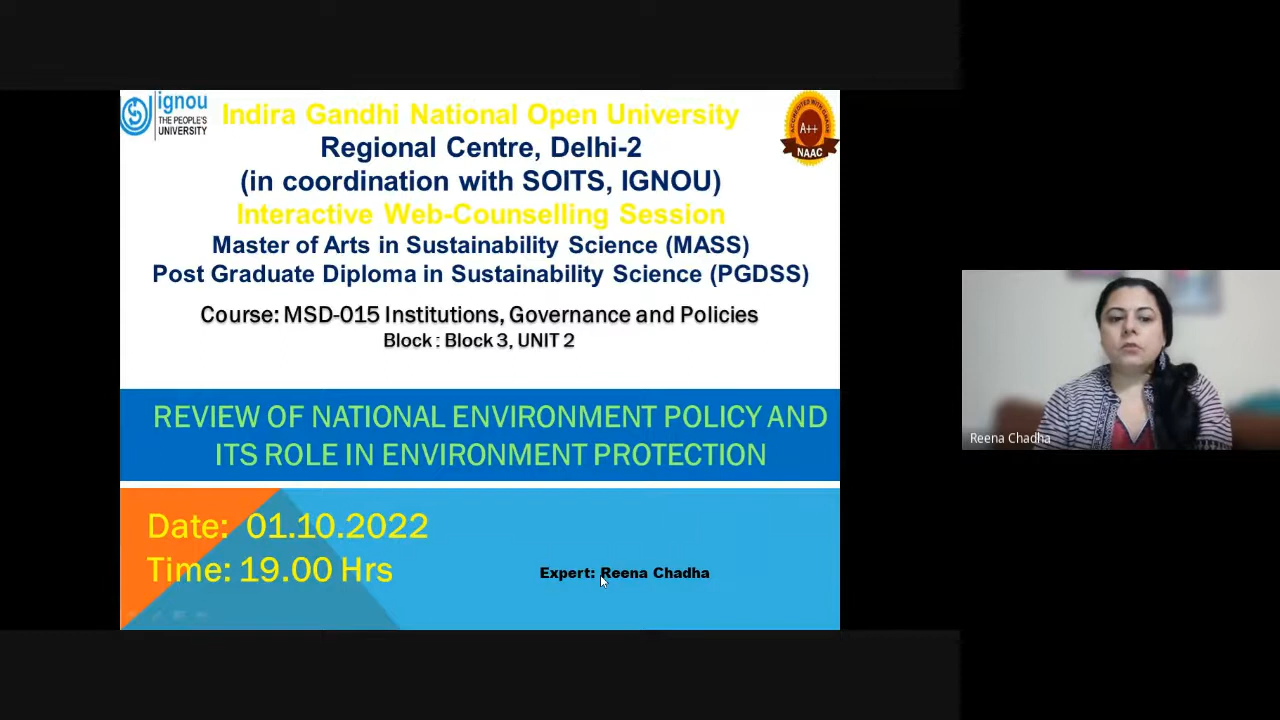 ignou
THE PEOPLE'S
UNIVERSITY
Indira Gandhi National Open University
Regional Centre, Delhi-2
(in coordination with SOITS, IGNOU)
Interactive Web-Counselling Session
Master of Arts in Sustainability Science (MASS)
Post Graduate Diploma in Sustainability Science (PGDSS)
ACCREDITED WITH GRADE
A++
NAAC
Course: MSD-015 Institutions, Governance and Policies
Block : Block 3, UNIT 2
REVIEW OF NATIONAL ENVIRONMENT POLICY AND
ITS ROLE IN ENVIRONMENT PROTECTION
Date: 01.10.2022
Time: 19.00 Hrs
Expert: Reena Chadha
Reena Chadha